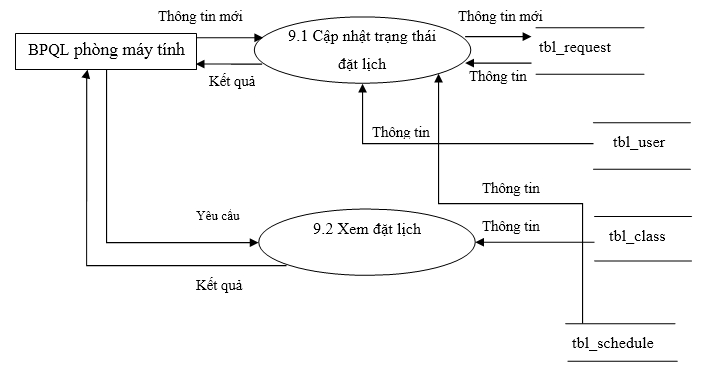 Thông tin mới
Thông tin mới
9.1 Cập nhật trạng thái
đặt lịch
BPQL phòng máy tính
tbl_request
Kết quả
Thông tin
Thông tin
tbl_user
Thông tin
Yêu cầu
9.2 Xem đặt lịch
Thông tin
tbl_class
Kết quả
tbl_schedule